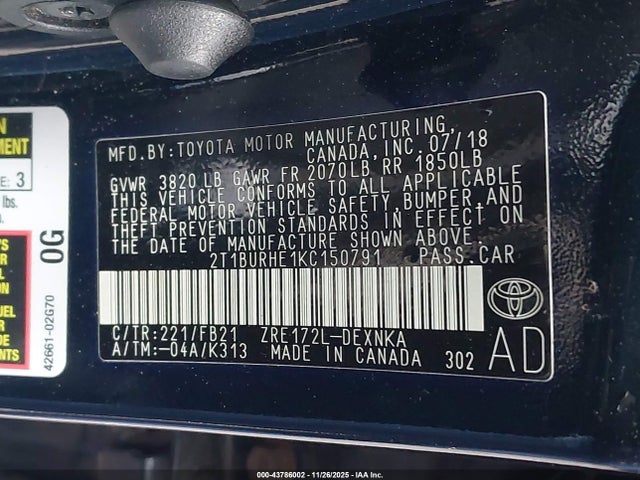 MFD. BY: TOYOTA MOTOR MANUFACTURING,
CANADA, INC. 07/18
GVWR 3820 LB GAWR FR 2070LB RR 1850LB
THIS VEHICLE CONFORMS TO ALL APPLICABLE
FEDERAL MOTOR VEHICLE SAFETY, BUMPER, AND
THEFT PREVENTION STANDARDS IN EFFECT ON
THE DATE OF MANUFACTURE SHOWN ABOVE.
2T1BURHE1KC150791 PASS. CAR
C/TR: 221/FB21 ZRE172L-DEXNKA
A/TM: -04A/K313 MADE IN CANADA 302
AD
EMENT
E: 3
lbs.
0G
42661-02G70
000-43786002 - 11/26/2025 - IAA Inc.